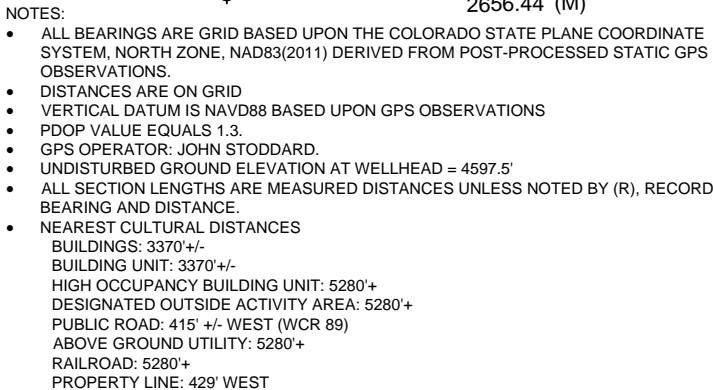 2656.44' (M)
NOTES:
• ALL BEARINGS ARE GRID BASED UPON THE COLORADO STATE PLANE COORDINATE
SYSTEM, NORTH ZONE, NAD83(2011) DERIVED FROM POST-PROCESSED STATIC GPS
OBSERVATIONS.
• DISTANCES ARE ON GRID
• VERTICAL DATUM IS NAVD88 BASED UPON GPS OBSERVATIONS
• PDOP VALUE EQUALS 1.3.
• GPS OPERATOR: JOHN STODDARD.
• UNDISTURBED GROUND ELEVATION AT WELLHEAD = 4597.5'
• ALL SECTION LENGTHS ARE MEASURED DISTANCES UNLESS NOTED BY (R), RECORD
BEARING AND DISTANCE.
• NEAREST CULTURAL DISTANCES
BUILDINGS: 3370'+/-
BUILDING UNIT: 3370'+/-
HIGH OCCUPANCY BUILDING UNIT: 5280'+
DESIGNATED OUTSIDE ACTIVITY AREA: 5280'+
PUBLIC ROAD: 415' +/- WEST (WCR 89)
ABOVE GROUND UTILITY: 5280'+
RAILROAD: 5280'+
PROPERTY LINE: 429' WEST